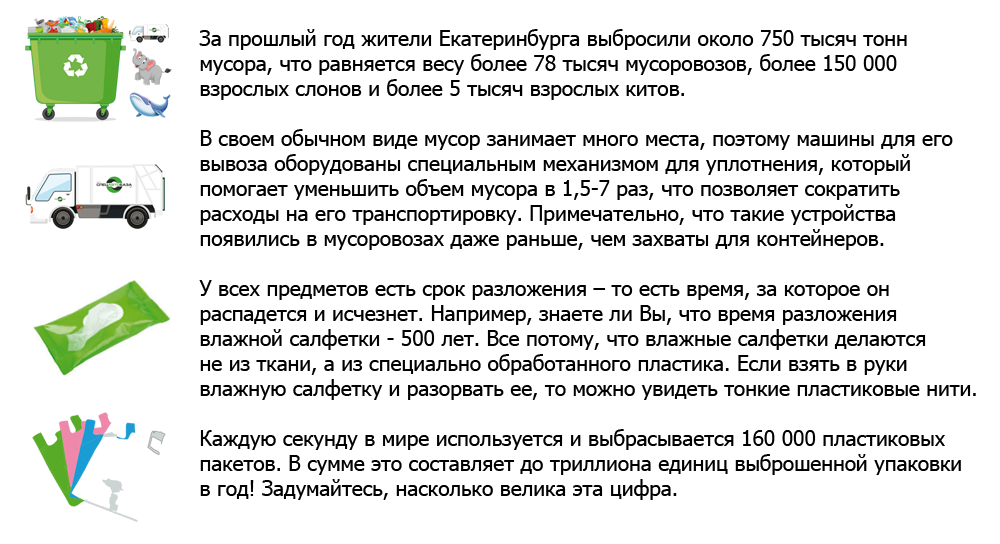 За прошлый год жители Екатеринбурга выбросили около 750 тысяч тонн
мусора, что равняется весу более 78 тысяч мусоровозов, более 150 000
взрослых слонов и более 5 тысяч взрослых китов.
В своем обычном виде мусор занимает много места, поэтому машины для его
вывоза оборудованы специальным механизмом для уплотнения, который
помогает уменьшить объем мусора в 1,5-7 раз, что позволяет сократить
расходы на его транспортировку. Примечательно, что такие устройства
появились в мусоровозах даже раньше, чем захваты для контейнеров.
У всех предметов есть срок разложения – то есть время, за которое он
распадется и исчезнет. Например, знаете ли Вы, что время разложения
влажной салфетки - 500 лет. Все потому, что влажные салфетки делаются
не из ткани, а из специально обработанного пластика. Если взять в руки
влажную салфетку и разорвать ее, то можно увидеть тонкие пластиковые нити.
Каждую секунду в мире используется и выбрасывается 160 000 пластиковых
пакетов. В сумме это составляет до триллиона единиц выброшенной упаковки
в год! Задумайтесь, насколько велика эта цифра.